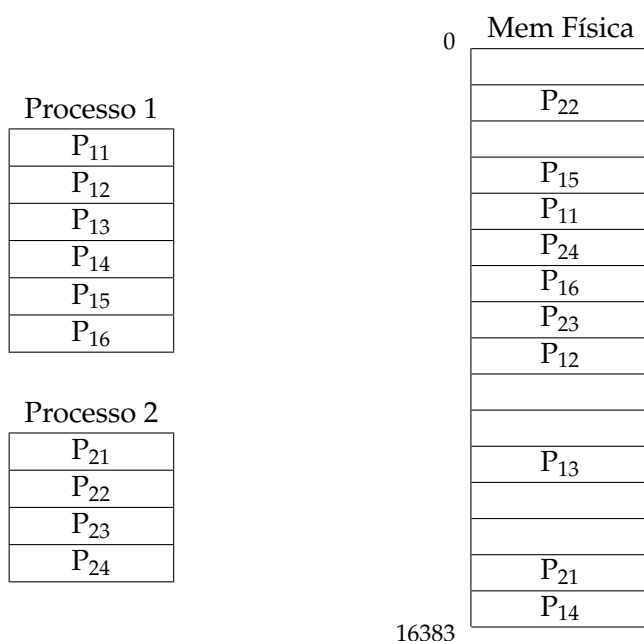 Processo 1
P₁₁
P₁₂
P₁₃
P₁₄
P₁₅
P₁₆
Processo 2
P₂₁
P₂₂
P₂₃
P₂₄
Mem Física
0
P₂₂
P₁₅
P₁₁
P₂₄
P₁₆
P₂₃
P₁₂
P₁₃
P₂₁
P₁₄
16383